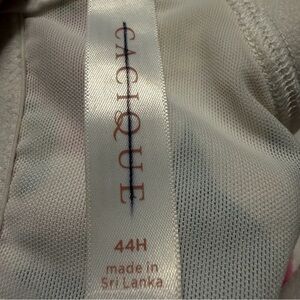 CACIQUE
44H
made in
Sri Lanka